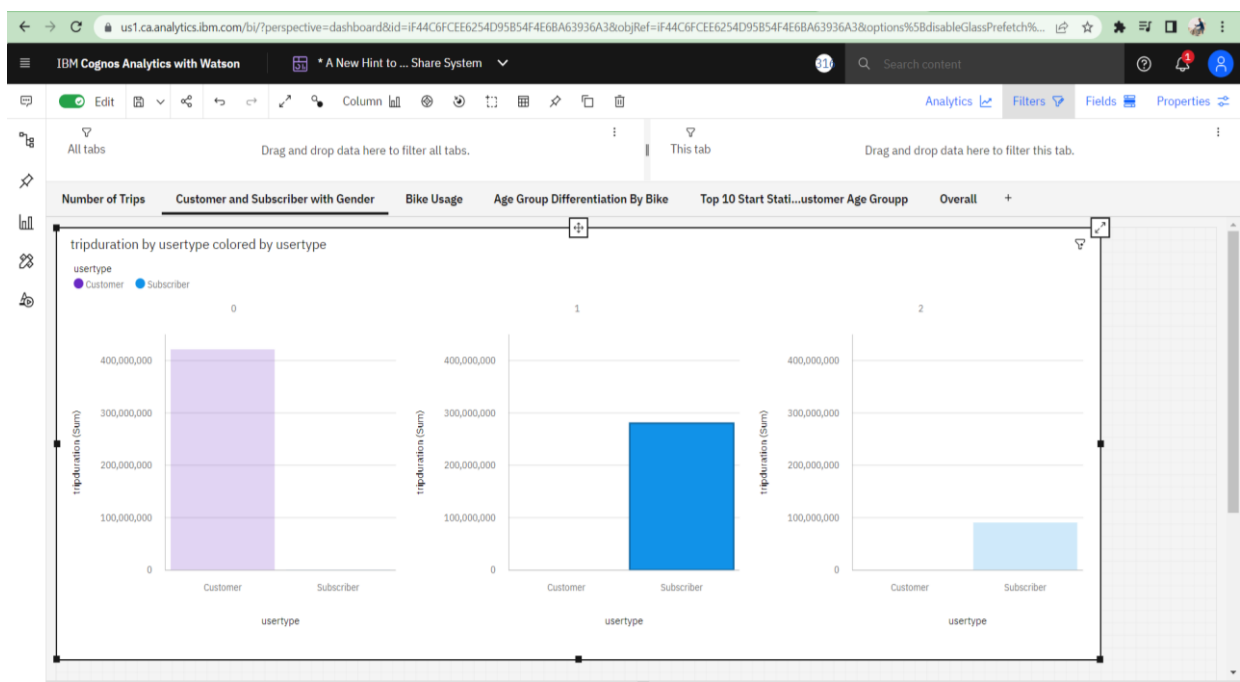 us1.ca.analytics.ibm.com/bi/?perspective=dashboard&id=iF44C6FCEE6254D95B54F4E6BA63936A3&objRef=iF44C6FCEE6254D95B54F4E6BA63936A3&options%5BdisableGlassPrefetch%...
IBM Cognos Analytics with Watson
* A New Hint to ... Share System
Search content
1
Edit
Column
Analytics
Filters
Fields
Properties
All tabs
Drag and drop data here to filter all tabs.
This tab
Drag and drop data here to filter this tab.
Number of Trips
Customer and Subscriber with Gender
Bike Usage
Age Group Differentiation By Bike
Top 10 Start Stati...ustomer Age Groupp
Overall
+
tripduration by usertype colored by usertype
usertype
Customer
Subscriber
0
1
2
tripduration (Sum)
400,000,000
300,000,000
200,000,000
100,000,000
0
Customer
Subscriber
usertype
tripduration (Sum)
400,000,000
300,000,000
200,000,000
100,000,000
0
Customer
Subscriber
usertype
tripduration (Sum)
400,000,000
300,000,000
200,000,000
100,000,000
0
Customer
Subscriber
usertype